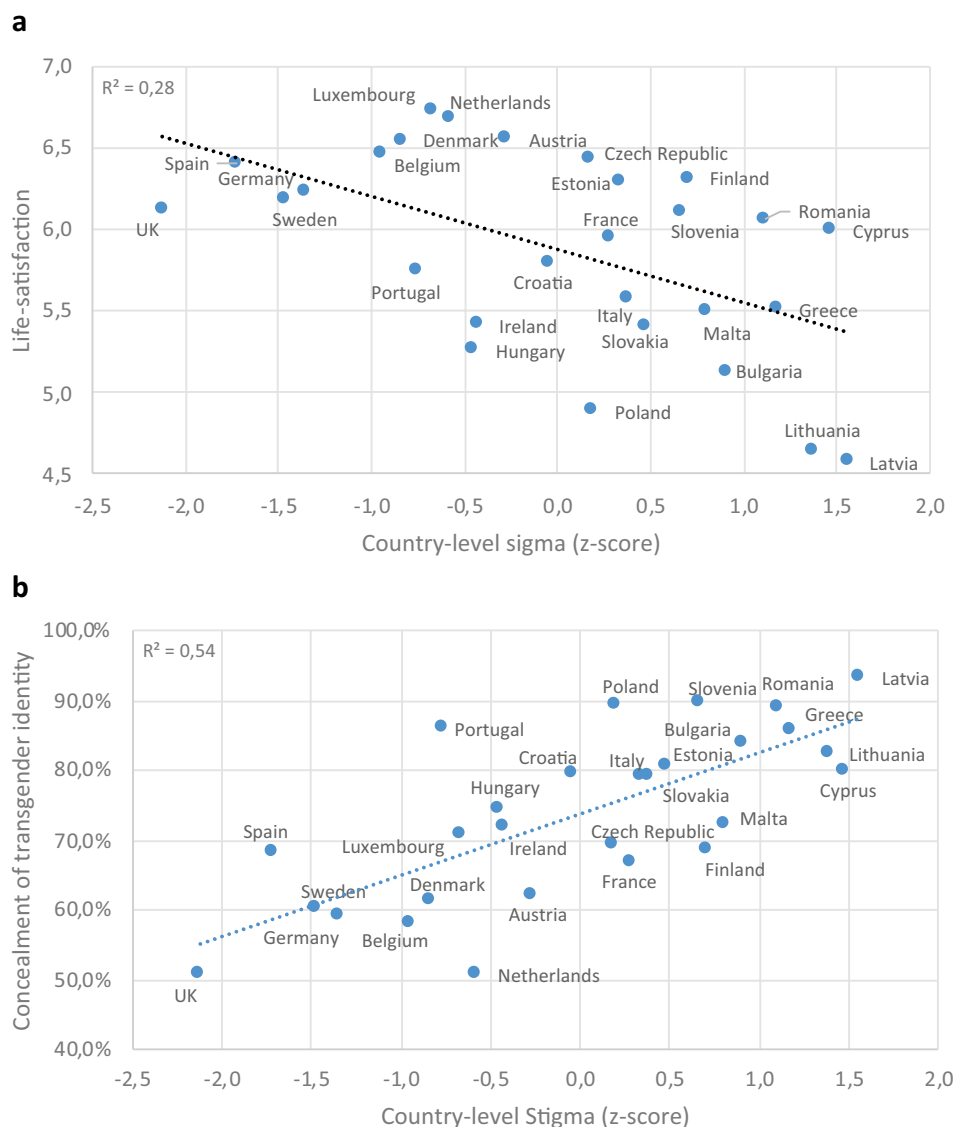 a
7,0
R² = 0,28
Luxembourg
Netherlands
6,5
Denmark
Austria
Czech Republic
Spain
Belgium
Germany
Estonia
Finland
Sweden
France
Romania
UK
Slovenia
Cyprus
6,0
Croatia
Portugal
5,5
Ireland
Italy
Greece
Hungary
Slovakia
Malta
Bulgaria
5,0
Poland
Lithuania
Latvia
4,5
Life-satisfaction
-2,5 -2,0 -1,5 -1,0 -0,5 0,0 0,5 1,0 1,5 2,0
Country-level sigma (z-score)
b
100,0%
R² = 0,54
Poland
Slovenia
Romania
Latvia
90,0%
Portugal
Bulgaria
Greece
Croatia
Italy
Estonia
Lithuania
80,0%
Hungary
Slovakia
Cyprus
Spain
Luxembourg
Ireland
Czech Republic
Malta
70,0%
Sweden
Denmark
France
Finland
60,0%
Germany
Belgium
Austria
50,0%
UK
Netherlands
40,0%
Concealment of transgender identity
-2,5 -2,0 -1,5 -1,0 -0,5 0,0 0,5 1,0 1,5 2,0
Country-level Stigma (z-score)